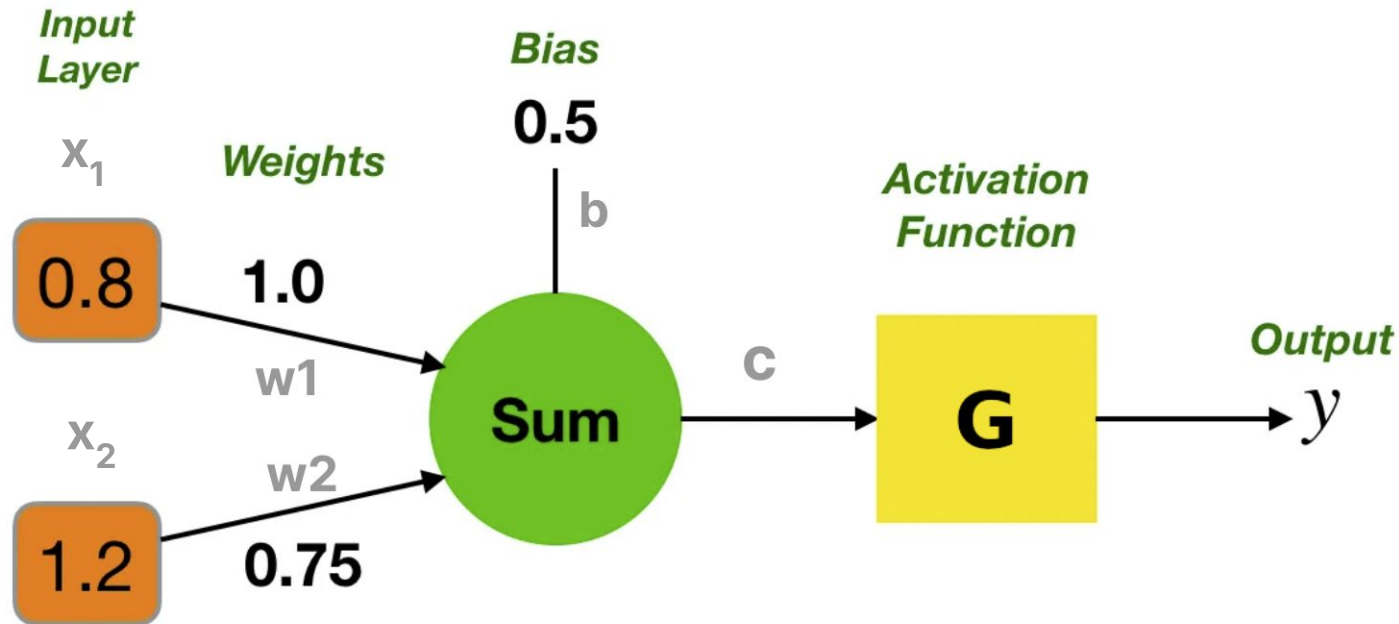 Input
Layer
Bias
0.5
x1
Weights
b
Activation
Function
0.8
1.0
w1
c
Output
Sum
G
y
x2
w2
1.2
0.75